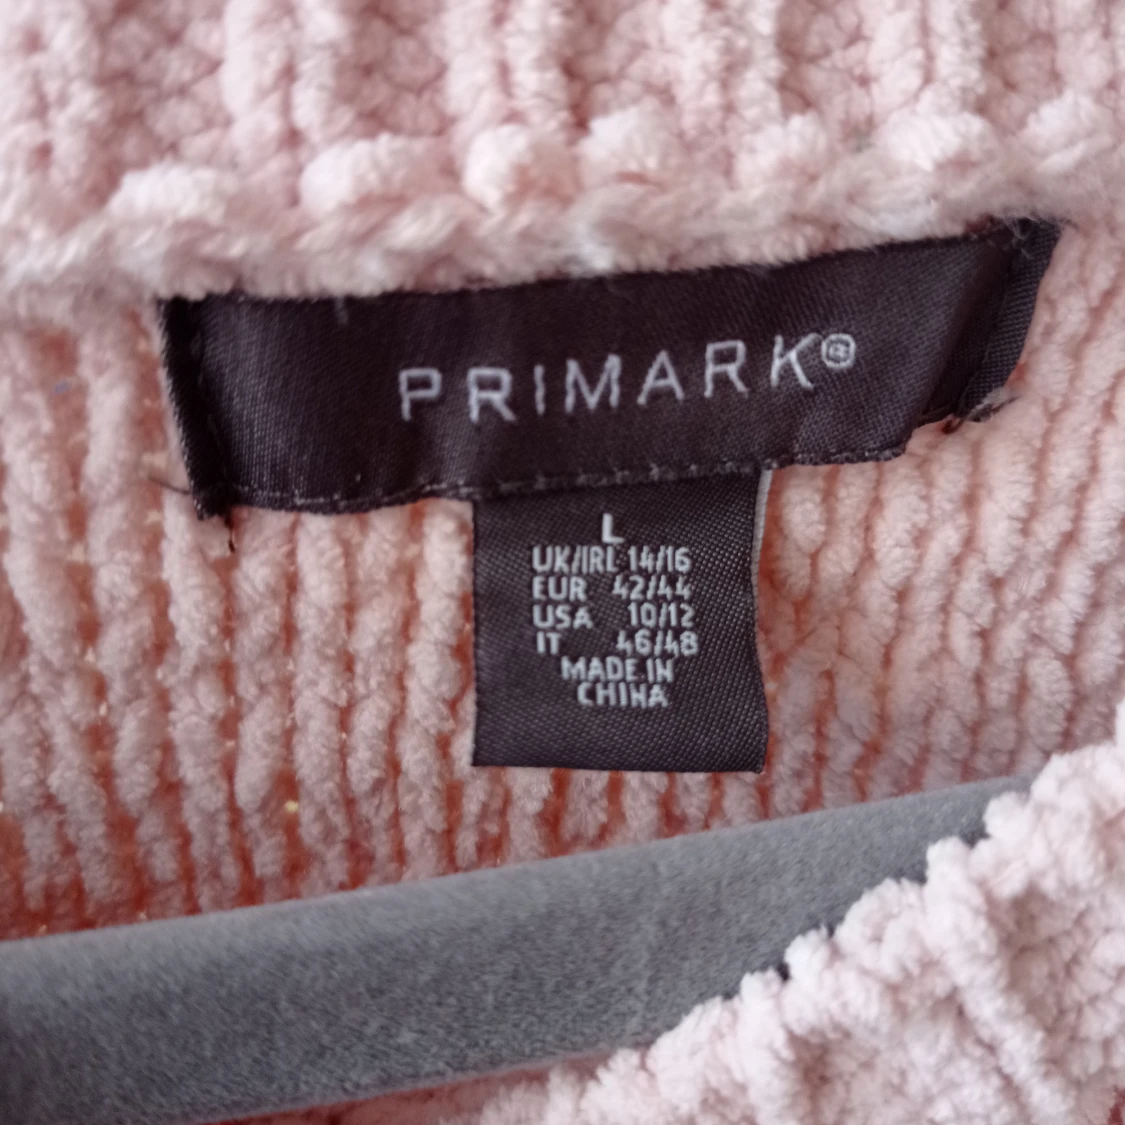 PRIMARK®
L
UK/IRL 14/16
EUR 42/44
USA 10/12
IT 46/48
MADE IN
CHINA